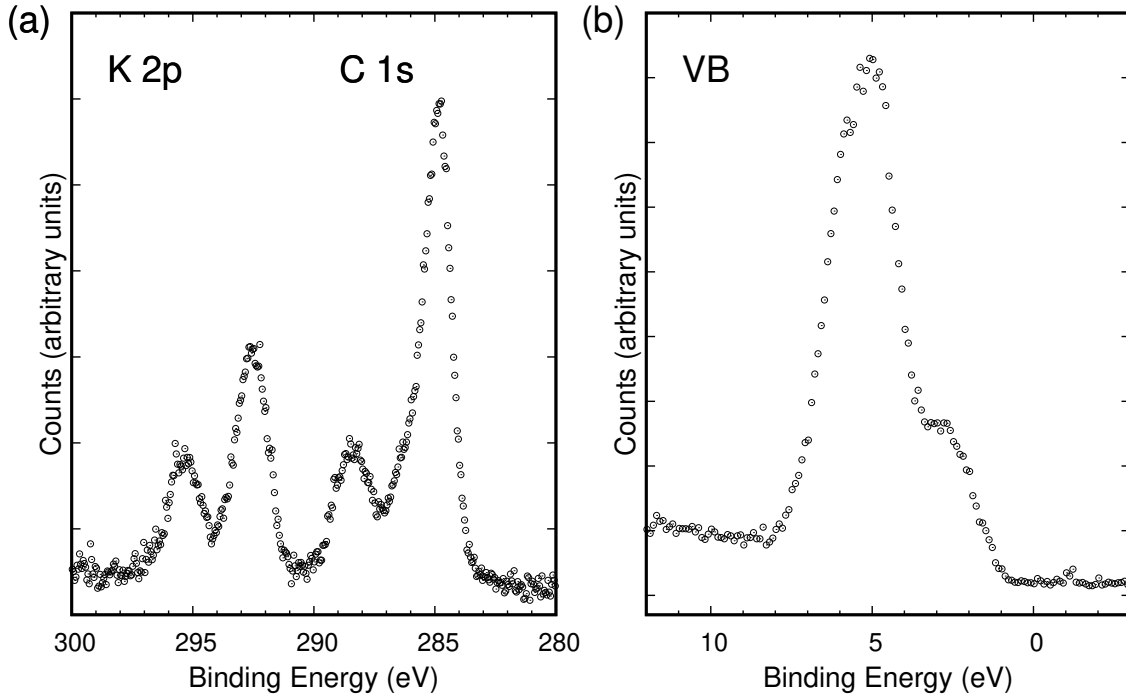 (a)
K 2p
C 1s
Counts (arbitrary units)
300
295
290
285
280
Binding Energy (eV)
(b)
VB
Counts (arbitrary units)
10
5
0
Binding Energy (eV)